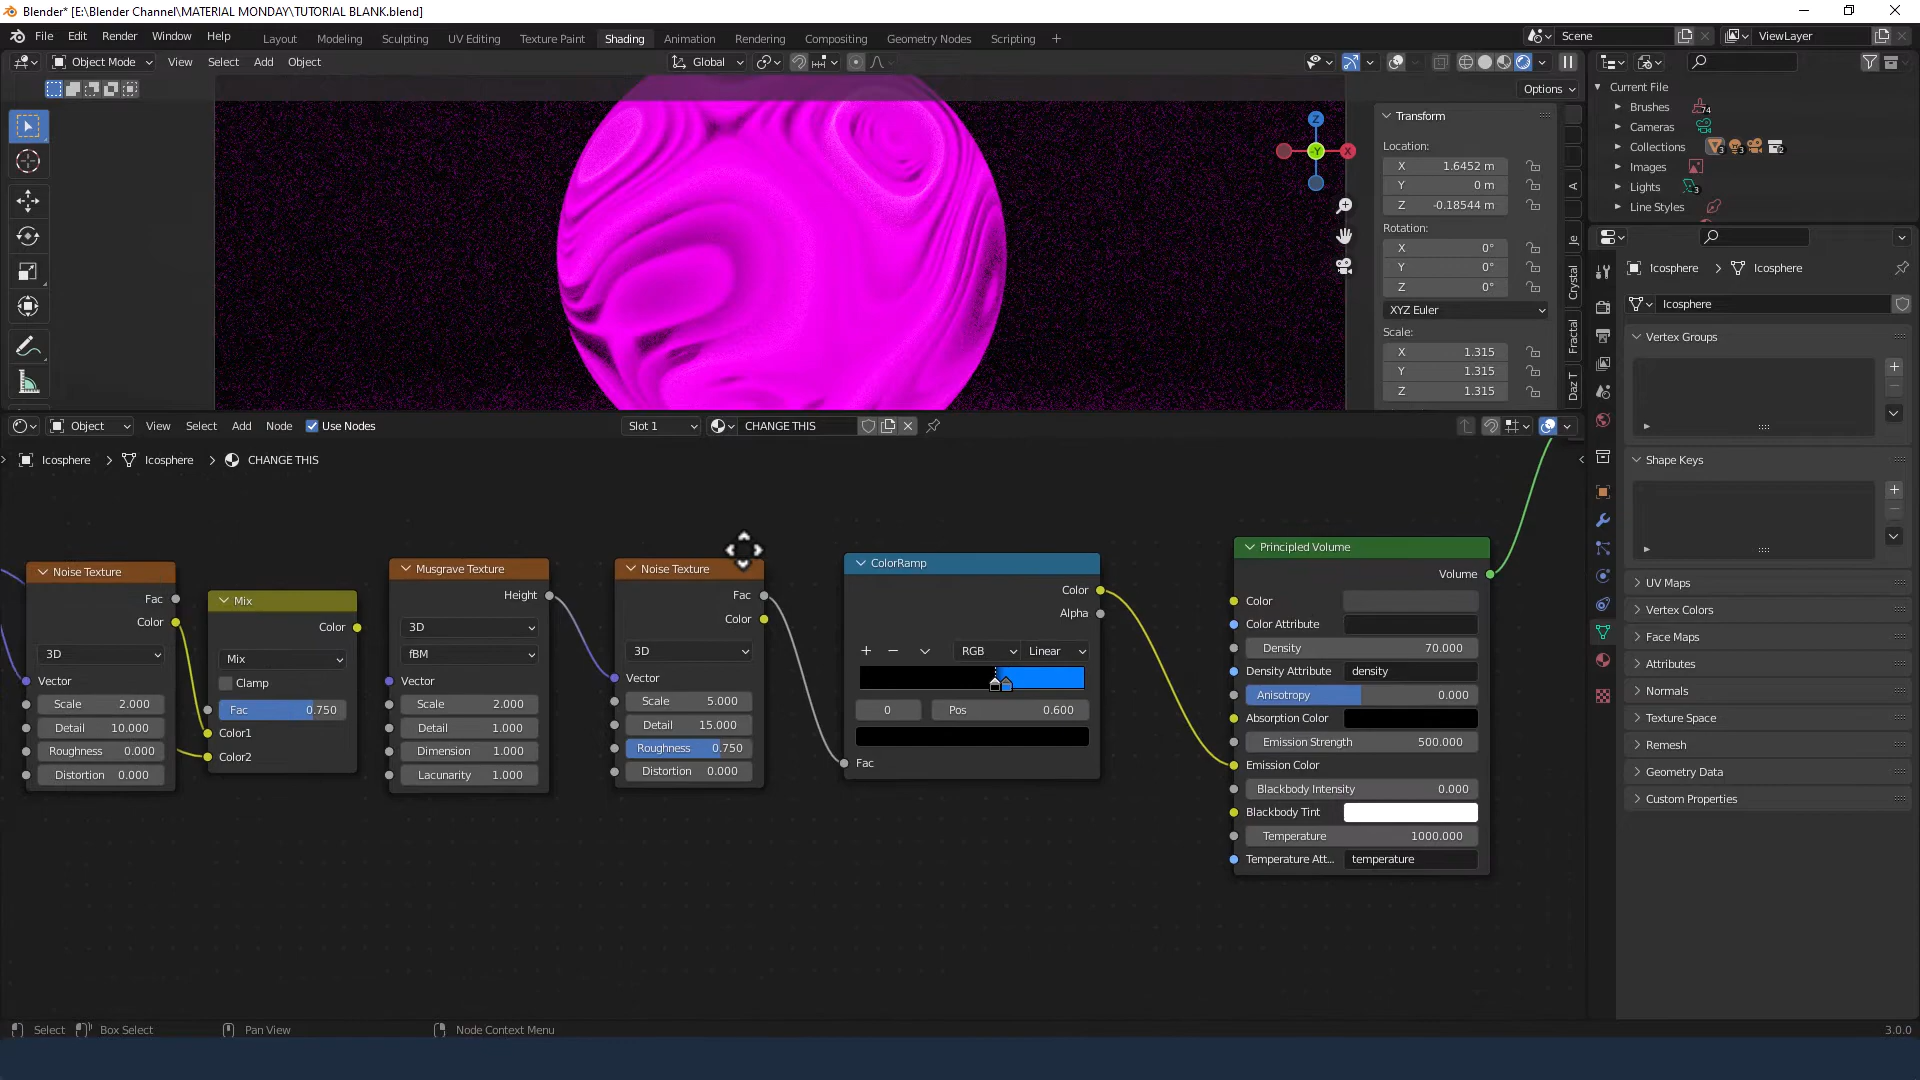 Blender* [E:\Blender Channel\MATERIAL MONDAY\TUTORIAL BLANK.blend]
File Edit Render Window Help Layout Modeling Sculpting UV Editing Texture Paint Shading Animation Rendering Compositing Geometry Nodes Scripting + Scene ViewLayer
Object Mode View Select Add Object Global
Options
Current File
Brushes 74
Cameras
Collections 3 3 2
Images
Lights 3
Line Styles
Z
-Y X
Transform
Location:
X 1.6452 m
Y 0 m
Z -0.18544 m
Rotation:
X 0°
Y 0°
Z 0°
XYZ Euler
Scale:
X 1.315
Y 1.315
Z 1.315
A
Je
Crystal
Fractal
Daz T
Icosphere > Icosphere
Icosphere
Vertex Groups
Shape Keys
UV Maps
Vertex Colors
Face Maps
Attributes
Normals
Texture Space
Remesh
Geometry Data
Custom Properties
Object View Select Add Node Use Nodes Slot 1 CHANGE THIS
Icosphere > Icosphere > CHANGE THIS
Noise Texture
Fac
Color
3D
Vector
Scale 2.000
Detail 10.000
Roughness 0.000
Distortion 0.000
Mix
Color
Mix
Clamp
Fac 0.750
Color1
Color2
Musgrave Texture
Height
3D
fBM
Vector
Scale 2.000
Detail 1.000
Dimension 1.000
Lacunarity 1.000
Noise Texture
Fac
Color
3D
Vector
Scale 5.000
Detail 15.000
Roughness 0.750
Distortion 0.000
ColorRamp
Color
Alpha
+ − RGB Linear
0 Pos 0.600
Fac
Principled Volume
Volume
Color
Color Attribute
Density 70.000
Density Attribute density
Anisotropy 0.000
Absorption Color
Emission Strength 500.000
Emission Color
Blackbody Intensity 0.000
Blackbody Tint
Temperature 1000.000
Temperature Att... temperature
Select Box Select Pan View Node Context Menu 3.0.0